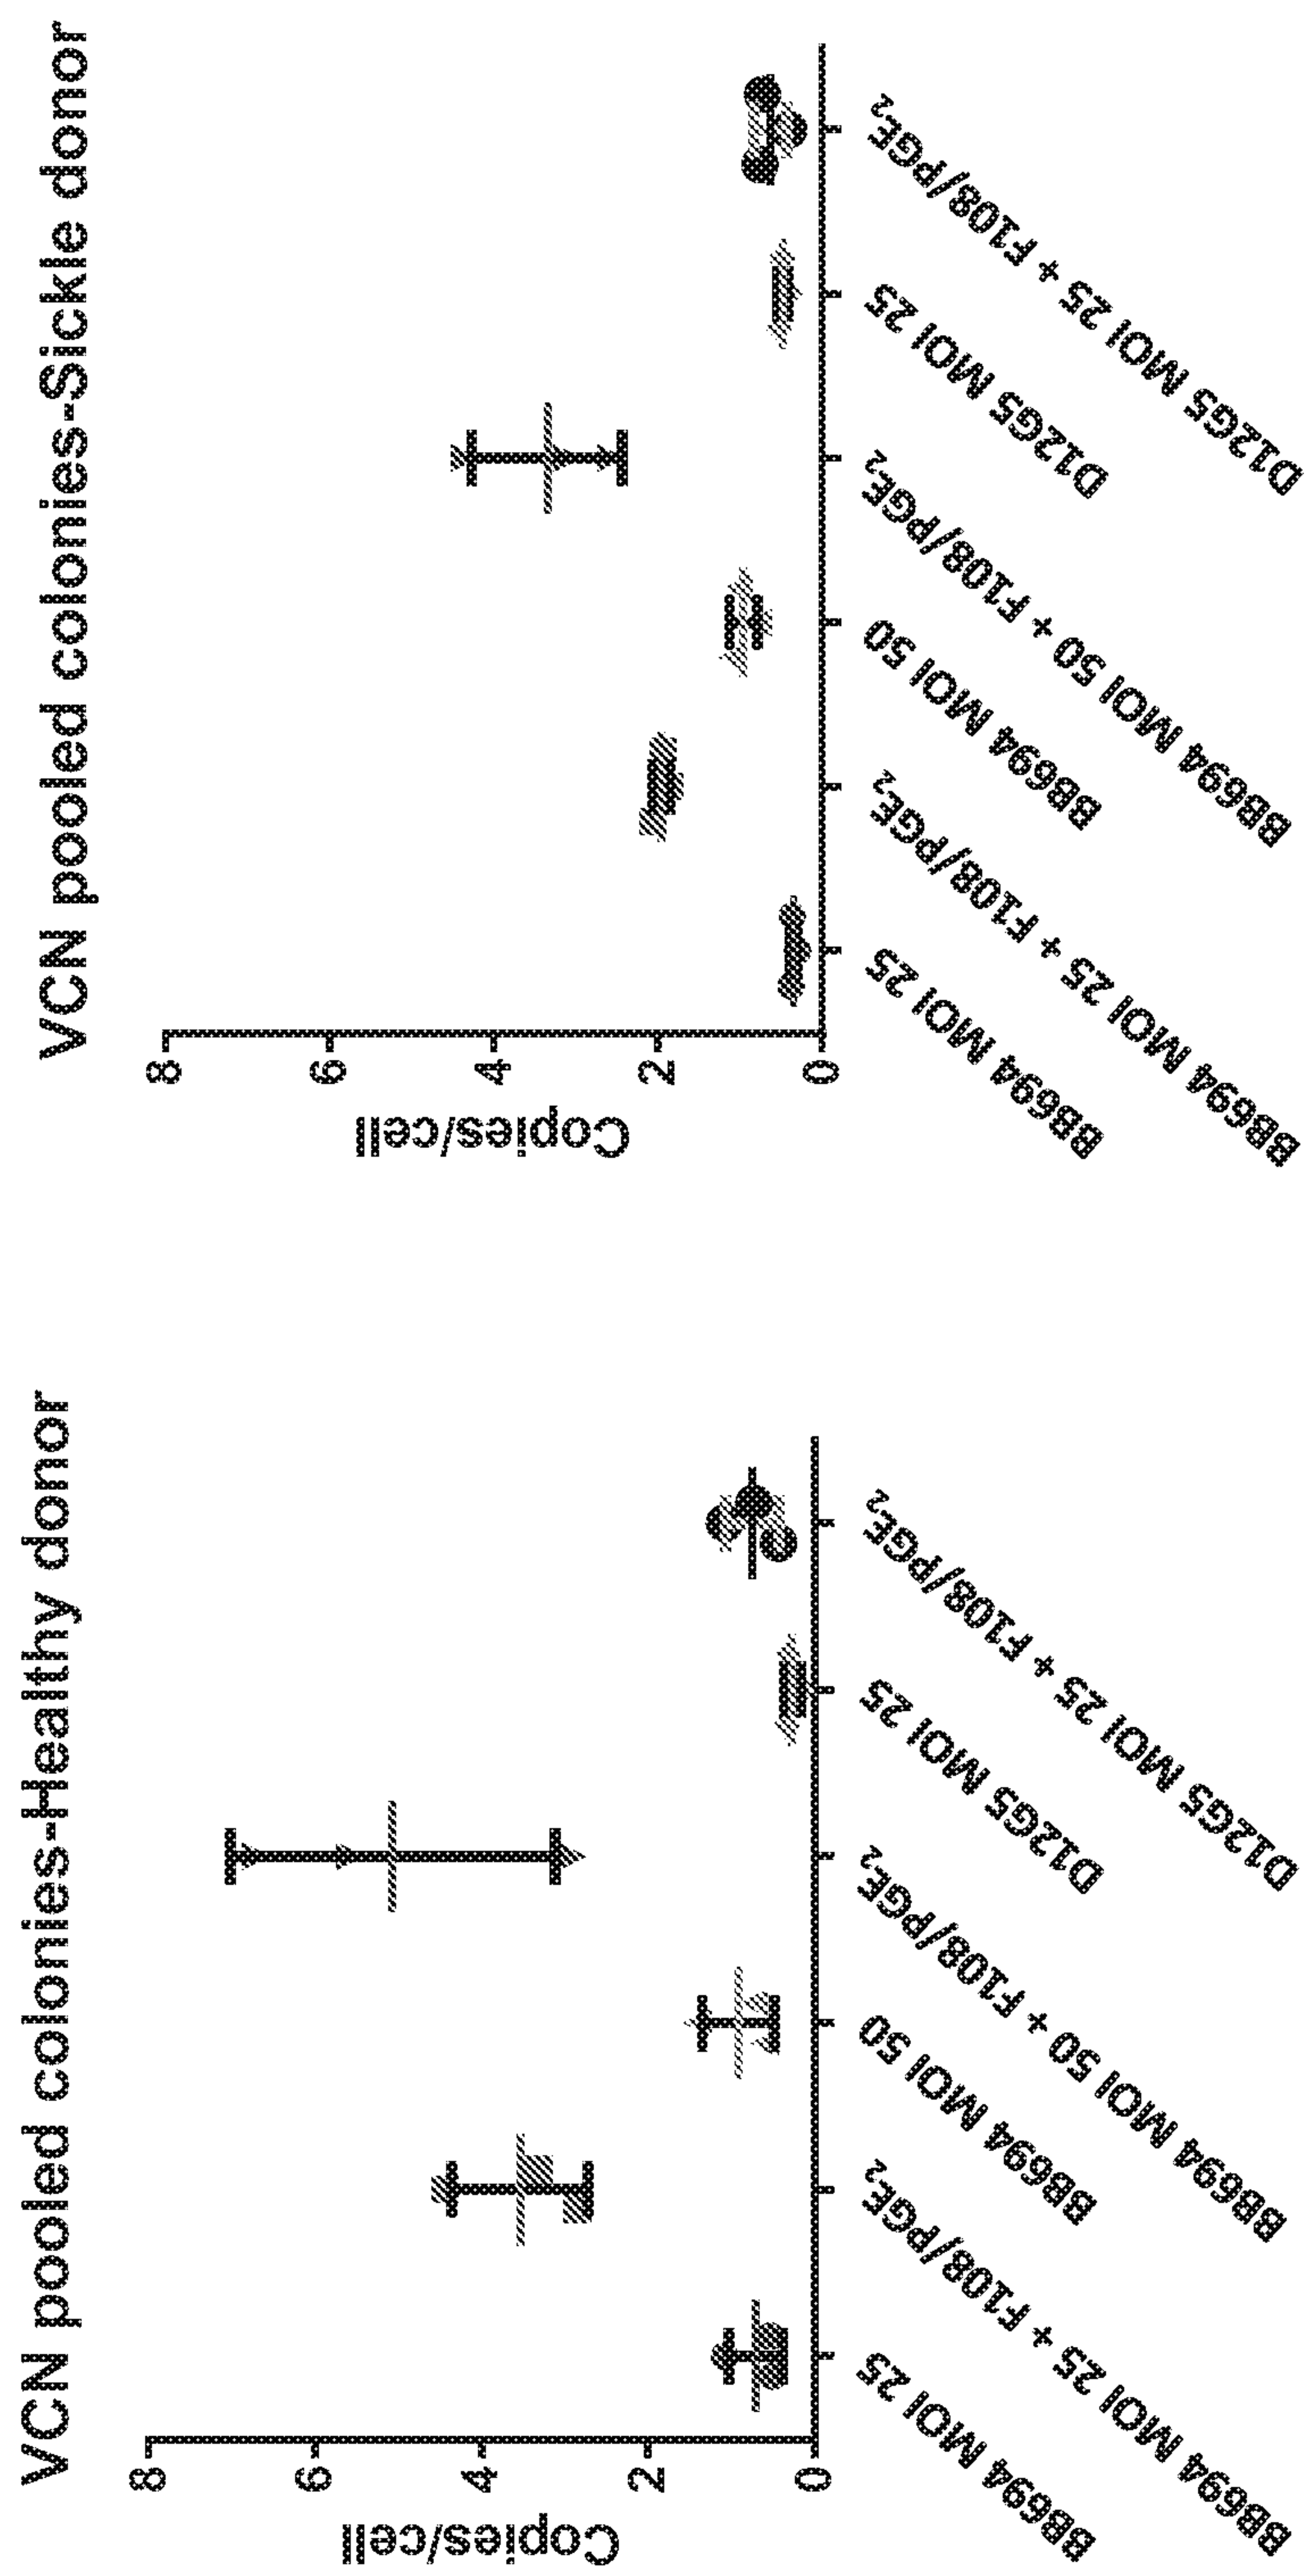 VCN pooled colonies-Healthy donor
Copies/cell
8
6
4
2
0
BB694 MOI 25
BB694 MOI 25 + F108/PGE₂
BB694 MOI 50
BB694 MOI 50 + F108/PGE₂
D12G5 MOI 25
D12G5 MOI 25 + F108/PGE₂
VCN pooled colonies-Sickle donor
Copies/cell
8
6
4
2
0
BB694 MOI 25
BB694 MOI 25 + F108/PGE₂
BB694 MOI 50
BB694 MOI 50 + F108/PGE₂
D12G5 MOI 25
D12G5 MOI 25 + F108/PGE₂